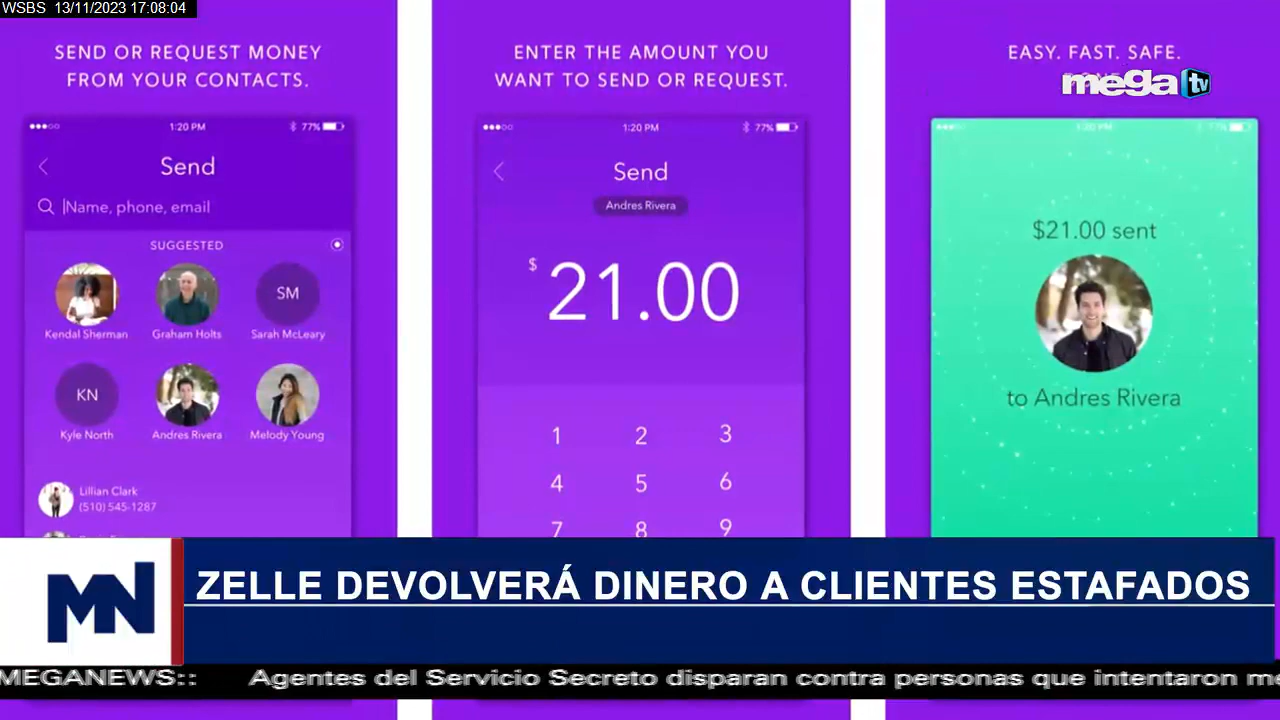 WSBS 13/11/2023 17:08:04
SEND OR REQUEST MONEY
FROM YOUR CONTACTS.
1:20 PM
77%
Send
Name, phone, email
SUGGESTED
Kendal Sherman
Graham Holts
SM
Sarah McLeary
KN
Kyle North
Andres Rivera
Melody Young
Lillian Clark
(510) 545-1287
ENTER THE AMOUNT YOU
WANT TO SEND OR REQUEST.
1:20 PM
77%
Send
Andres Rivera
$21.00
1 2 3
4 5 6
7 8 9
EASY. FAST. SAFE.
mega tv
1:20 PM
77%
$21.00 sent
to Andres Rivera
MN
ZELLE DEVOLVERÁ DINERO A CLIENTES ESTAFADOS
MEGANEWS:: Agentes del Servicio Secreto disparan contra personas que intentaron